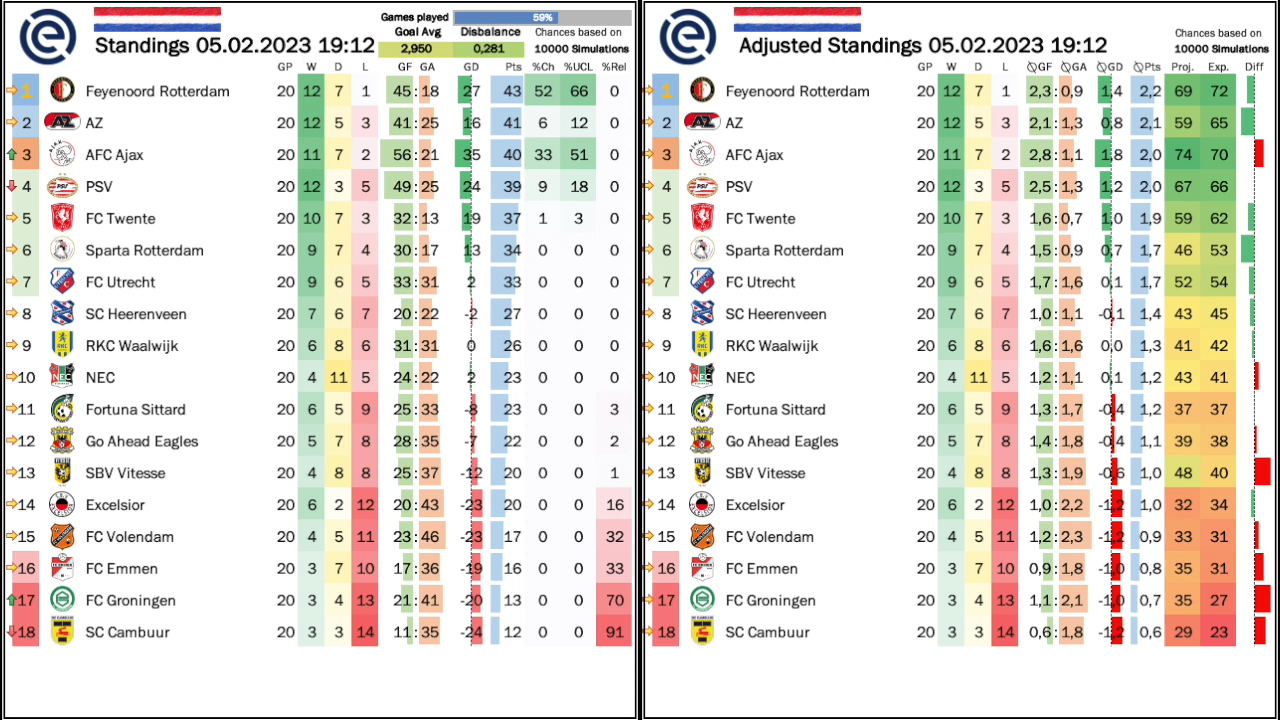 Games played 59%
Goal Avg Disbalance Chances based on
Standings 05.02.2023 19:12 2,950 0,281 10000 Simulations
GP W D L GF GA GD Pts %Ch %UCL %Rel
1 Feyenoord Rotterdam 20 12 7 1 45 : 18 27 43 52 66 0
2 AZ 20 12 5 3 41 : 25 16 41 6 12 0
3 AFC Ajax 20 11 7 2 56 : 21 35 40 33 51 0
4 PSV 20 12 3 5 49 : 25 24 39 9 18 0
5 FC Twente 20 10 7 3 32 : 13 19 37 1 3 0
6 Sparta Rotterdam 20 9 7 4 30 : 17 13 34 0 0 0
7 FC Utrecht 20 9 6 5 33 : 31 2 33 0 0 0
8 SC Heerenveen 20 7 6 7 20 : 22 -2 27 0 0 0
9 RKC Waalwijk 20 6 8 6 31 : 31 0 26 0 0 0
10 NEC 20 4 11 5 24 : 22 2 23 0 0 0
11 Fortuna Sittard 20 6 5 9 25 : 33 -8 23 0 0 3
12 Go Ahead Eagles 20 5 7 8 28 : 35 -7 22 0 0 2
13 SBV Vitesse 20 4 8 8 25 : 37 -12 20 0 0 1
14 Excelsior 20 6 2 12 20 : 43 -23 20 0 0 16
15 FC Volendam 20 4 5 11 23 : 46 -23 17 0 0 32
16 FC Emmen 20 3 7 10 17 : 36 -19 16 0 0 33
17 FC Groningen 20 3 4 13 21 : 41 -20 13 0 0 70
18 SC Cambuur 20 3 3 14 11 : 35 -24 12 0 0 91
Chances based on
Adjusted Standings 05.02.2023 19:12 10000 Simulations
GP W D L ∅GF ∅GA ∅GD ∅Pts Proj. Exp. Diff
1 Feyenoord Rotterdam 20 12 7 1 2,3 : 0,9 1,4 2,2 69 72
2 AZ 20 12 5 3 2,1 : 1,3 0,8 2,1 59 65
3 AFC Ajax 20 11 7 2 2,8 : 1,1 1,8 2,0 74 70
4 PSV 20 12 3 5 2,5 : 1,3 1,2 2,0 67 66
5 FC Twente 20 10 7 3 1,6 : 0,7 1,0 1,9 59 62
6 Sparta Rotterdam 20 9 7 4 1,5 : 0,9 0,7 1,7 46 53
7 FC Utrecht 20 9 6 5 1,7 : 1,6 0,1 1,7 52 54
8 SC Heerenveen 20 7 6 7 1,0 : 1,1 -0,1 1,4 43 45
9 RKC Waalwijk 20 6 8 6 1,6 : 1,6 0,0 1,3 41 42
10 NEC 20 4 11 5 1,2 : 1,1 0,1 1,2 43 41
11 Fortuna Sittard 20 6 5 9 1,3 : 1,7 -0,4 1,2 37 37
12 Go Ahead Eagles 20 5 7 8 1,4 : 1,8 -0,4 1,1 39 38
13 SBV Vitesse 20 4 8 8 1,3 : 1,9 -0,6 1,0 48 40
14 Excelsior 20 6 2 12 1,0 : 2,2 -1,2 1,0 32 34
15 FC Volendam 20 4 5 11 1,2 : 2,3 -1,2 0,9 33 31
16 FC Emmen 20 3 7 10 0,9 : 1,8 -1,0 0,8 35 31
17 FC Groningen 20 3 4 13 1,1 : 2,1 -1,0 0,7 35 27
18 SC Cambuur 20 3 3 14 0,6 : 1,8 -1,2 0,6 29 23